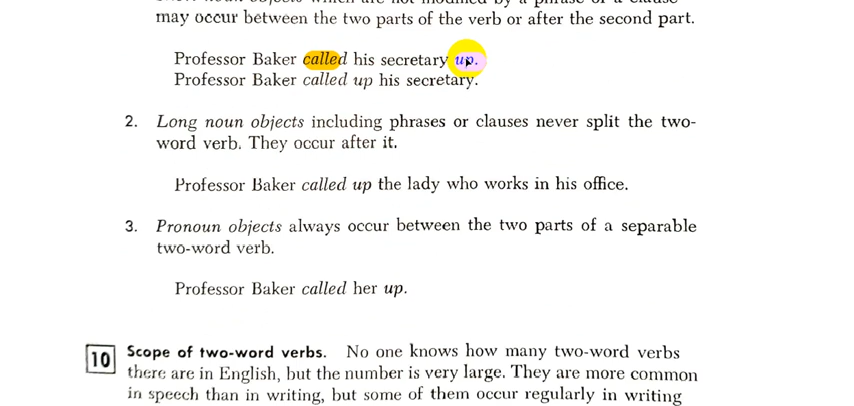 may occur between the two parts of the verb or after the second part.
Professor Baker called his secretary up.
Professor Baker called up his secretary.
2. Long noun objects including phrases or clauses never split the two-
word verb. They occur after it.
Professor Baker called up the lady who works in his office.
3. Pronoun objects always occur between the two parts of a separable
two-word verb.
Professor Baker called her up.
10 Scope of two-word verbs. No one knows how many two-word verbs
there are in English, but the number is very large. They are more common
in speech than in writing, but some of them occur regularly in writing